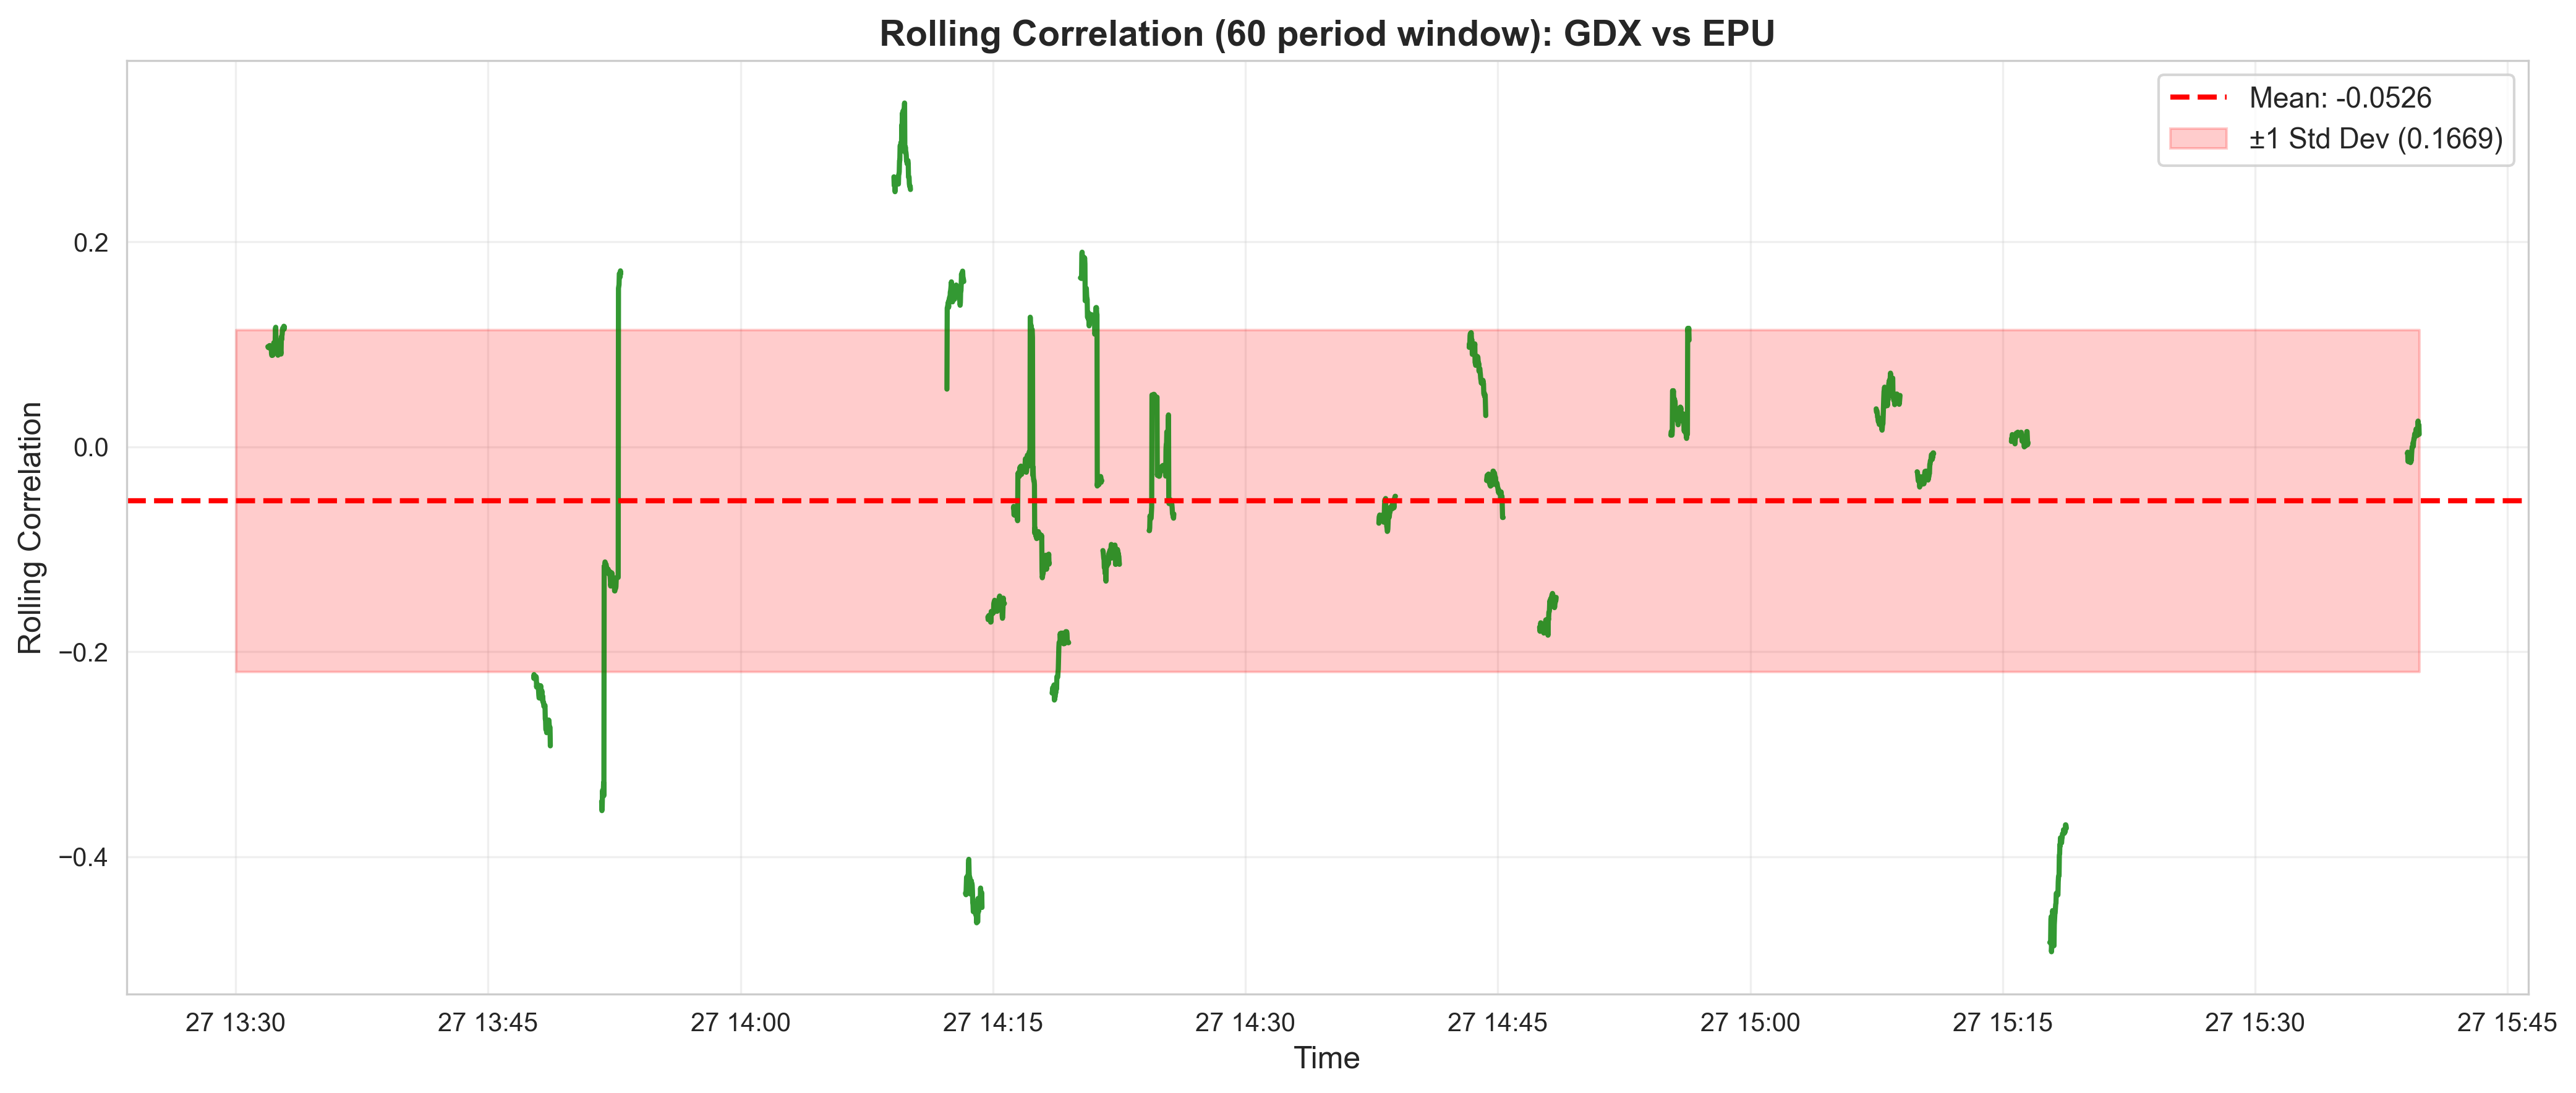 Rolling Correlation (60 period window): GDX vs EPU
Mean: -0.0526
±1 Std Dev (0.1669)
Rolling Correlation
0.2
0.0
−0.2
−0.4
27 13:30
27 13:45
27 14:00
27 14:15
27 14:30
27 14:45
27 15:00
27 15:15
27 15:30
27 15:45
Time